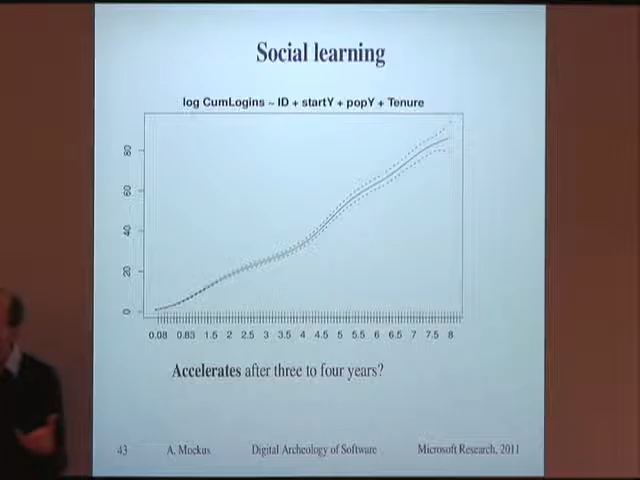 Social learning
log CumLogins ~ ID + startY + popY + Tenure
80
60
40
20
0
0.08 0.83 1.5 2 2.5 3 3.5 4 4.5 5 5.5 6 6.5 7 7.5 8
Accelerates after three to four years?
43 A. Mockus Digital Archeology of Software Microsoft Research, 2011